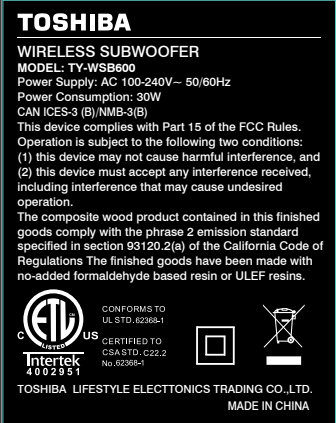 TOSHIBA
WIRELESS SUBWOOFER
MODEL: TY-WSB600
Power Supply: AC 100-240V~ 50/60Hz
Power Consumption: 30W
CAN ICES-3 (B)/NMB-3(B)
This device complies with Part 15 of the FCC Rules.
Operation is subject to the following two conditions:
(1) this device may not cause harmful interference, and
(2) this device must accept any interference received,
including interference that may cause undesired
operation.
The composite wood product contained in this finished
goods comply with the phrase 2 emission standard
specified in section 93120.2(a) of the California Code of
Regulations The finished goods have been made with
no-added formaldehyde based resin or ULEF resins.
ETL
CM
LISTED
C US
Intertek
4002951
CONFORMS TO
UL STD. 62368-1
CERTIFIED TO
CSA STD. C22.2
No. 62368-1
TOSHIBA LIFESTYLE ELECTTONICS TRADING CO.,LTD.
MADE IN CHINA